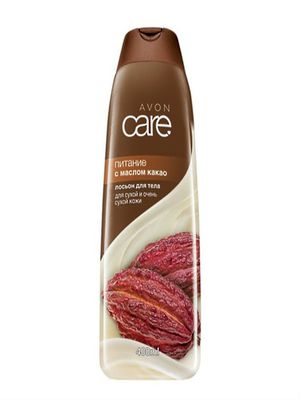 AVON
care
питание
с маслом какао
лосьон для тела
для сухой и очень
сухой кожи
400ml